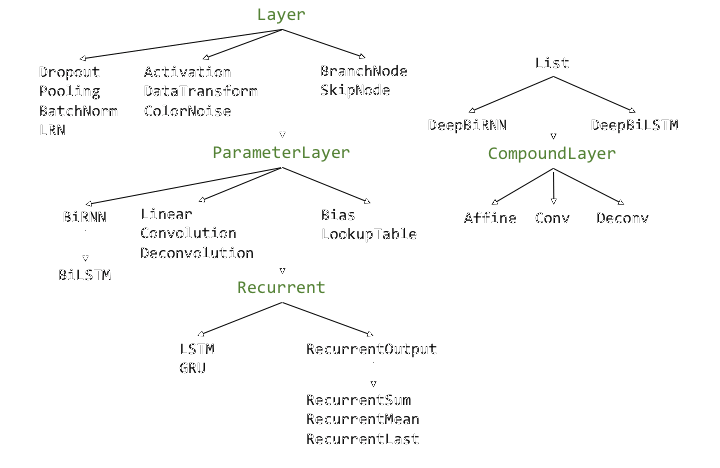 Layer
Dropout
Pooling
BatchNorm
LRN
Activation
DataTransform
ColorNoise
BranchNode
SkipNode
List
DeepBiRNN
DeepBiLSTM
ParameterLayer
CompoundLayer
BiRNN
BiLSTM
Linear
Convolution
Deconvolution
Bias
LookupTable
Affine
Conv
Deconv
Recurrent
LSTM
GRU
RecurrentOutput
RecurrentSum
RecurrentMean
RecurrentLast